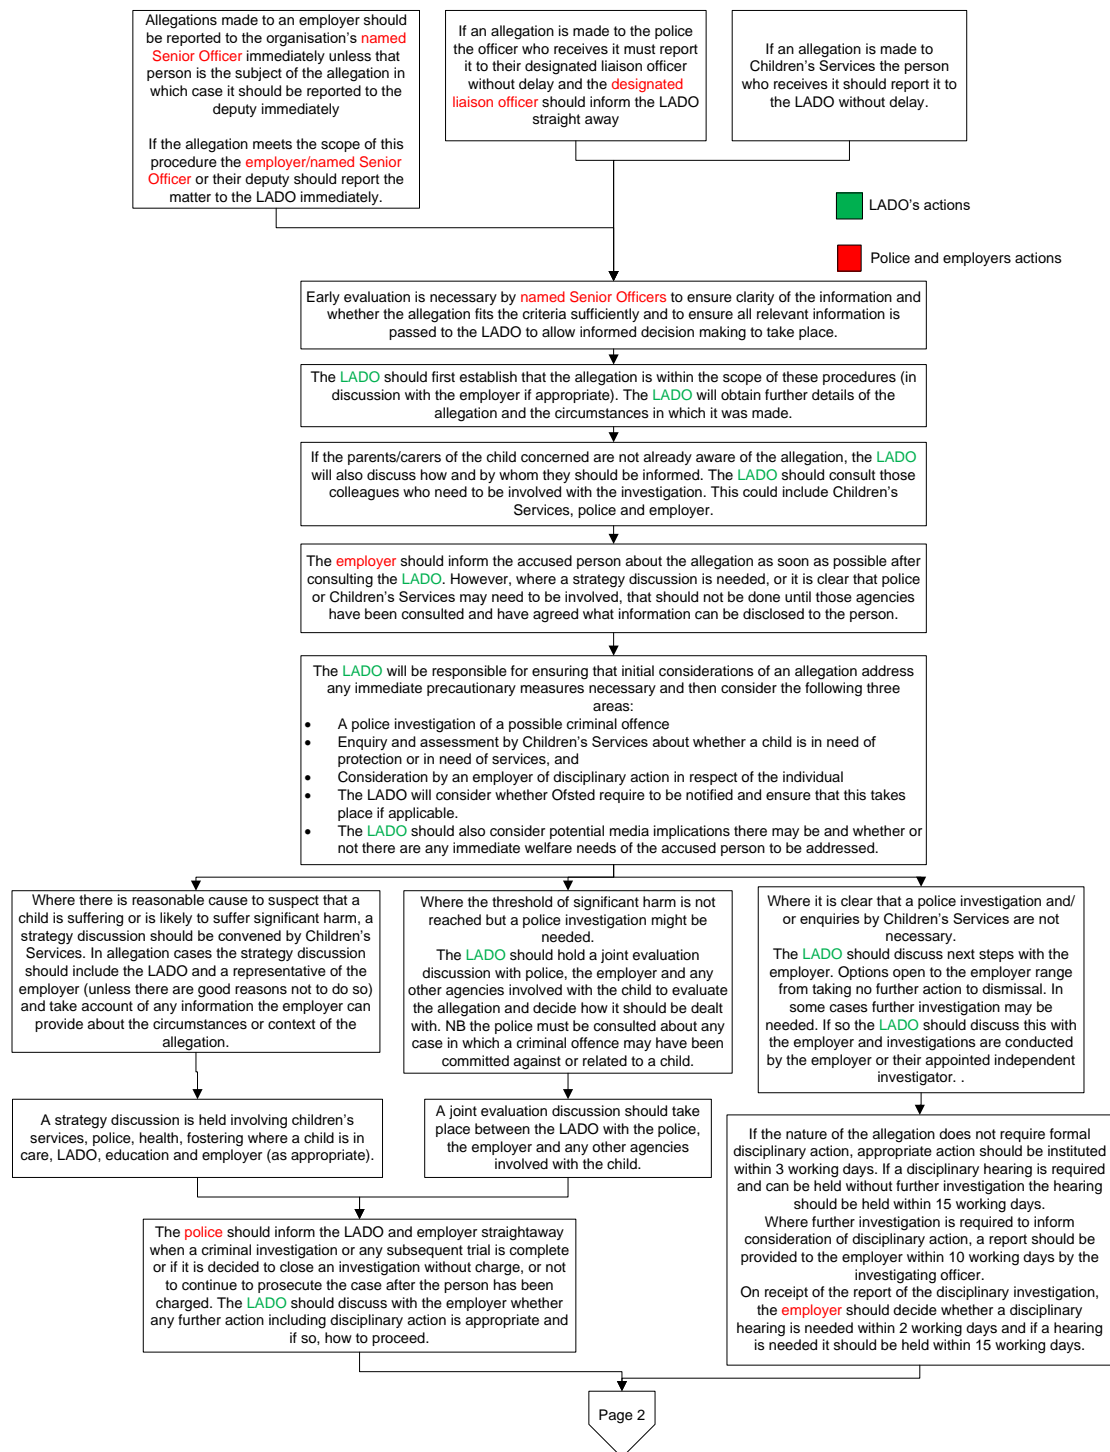 Allegations made to an employer should
be reported to the organisation's named
Senior Officer immediately unless that
person is the subject of the allegation in
which case it should be reported to the
deputy immediately
If the allegation meets the scope of this
procedure the employer/named Senior
Officer or their deputy should report the
matter to the LADO immediately.
If an allegation is made to the police
the officer who receives it must report
it to their designated liaison officer
without delay and the designated
liaison officer should inform the LADO
straight away
If an allegation is made to
Children's Services the person
who receives it should report it to
the LADO without delay.
LADO's actions
Police and employers actions
Early evaluation is necessary by named Senior Officers to ensure clarity of the information and
whether the allegation fits the criteria sufficiently and to ensure all relevant information is
passed to the LADO to allow informed decision making to take place.
The LADO should first establish that the allegation is within the scope of these procedures (in
discussion with the employer if appropriate). The LADO will obtain further details of the
allegation and the circumstances in which it was made.
If the parents/carers of the child concerned are not already aware of the allegation, the LADO
will also discuss how and by whom they should be informed. The LADO should consult those
colleagues who need to be involved with the investigation. This could include Children's
Services, police and employer.
The employer should inform the accused person about the allegation as soon as possible after
consulting the LADO. However, where a strategy discussion is needed, or it is clear that police
or Children's Services may need to be involved, that should not be done until those agencies
have been consulted and have agreed what information can be disclosed to the person.
The LADO will be responsible for ensuring that initial considerations of an allegation address
any immediate precautionary measures necessary and then consider the following three
areas:
• A police investigation of a possible criminal offence
• Enquiry and assessment by Children's Services about whether a child is in need of
protection or in need of services, and
• Consideration by an employer of disciplinary action in respect of the individual
• The LADO will consider whether Ofsted require to be notified and ensure that this takes
place if applicable.
• The LADO should also consider potential media implications there may be and whether or
not there are any immediate welfare needs of the accused person to be addressed.
Where there is reasonable cause to suspect that a
child is suffering or is likely to suffer significant harm, a
strategy discussion should be convened by Children's
Services. In allegation cases the strategy discussion
should include the LADO and a representative of the
employer (unless there are good reasons not to do so)
and take account of any information the employer can
provide about the circumstances or context of the
allegation.
Where the threshold of significant harm is
not reached but a police investigation might be
needed.
The LADO should hold a joint evaluation
discussion with police, the employer and any
other agencies involved with the child to evaluate
the allegation and decide how it should be dealt
with. NB the police must be consulted about any
case in which a criminal offence may have been
committed against or related to a child.
Where it is clear that a police investigation and/
or enquiries by Children's Services are not
necessary.
The LADO should discuss next steps with the
employer. Options open to the employer range
from taking no further action to dismissal. In
some cases further investigation may be
needed. If so the LADO should discuss this with
the employer and investigations are conducted
by the employer or their appointed independent
investigator. .
A strategy discussion is held involving children's
services, police, health, fostering where a child is in
care, LADO, education and employer (as appropriate).
A joint evaluation discussion should take
place between the LADO with the police,
the employer and any other agencies
involved with the child.
If the nature of the allegation does not require formal
disciplinary action, appropriate action should be instituted
within 3 working days. If a disciplinary hearing is required
and can be held without further investigation the hearing
should be held within 15 working days.
Where further investigation is required to inform
consideration of disciplinary action, a report should be
provided to the employer within 10 working days by the
investigating officer.
On receipt of the report of the disciplinary investigation,
the employer should decide whether a disciplinary
hearing is needed within 2 working days and if a hearing
is needed it should be held within 15 working days.
The police should inform the LADO and employer straightaway
when a criminal investigation or any subsequent trial is complete
or if it is decided to close an investigation without charge, or not
to continue to prosecute the case after the person has been
charged. The LADO should discuss with the employer whether
any further action including disciplinary action is appropriate and
if so, how to proceed.
Page 2